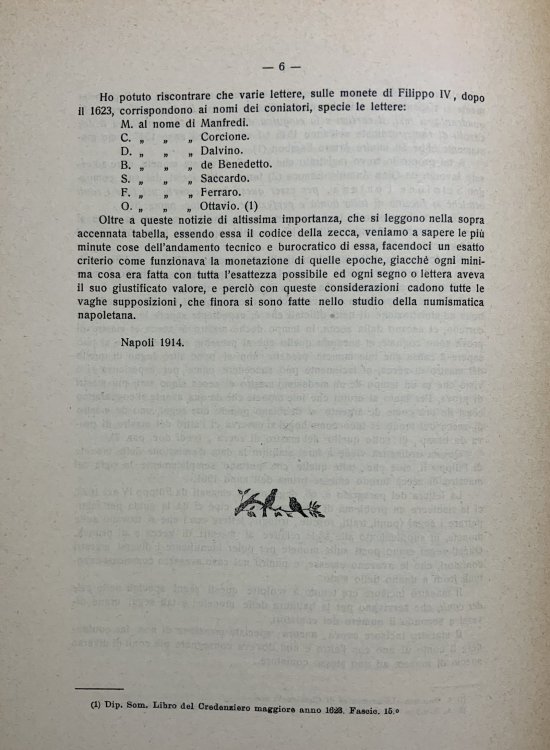 — 6 —
Ho potuto riscontrare che varie lettere, sulle monete di Filippo IV, dopo
il 1623, corrispondono ai nomi dei coniatori, specie le lettere:
M. al nome di Manfredi.
C. „ „ „ Corcione.
D. „ „ „ Dalvino.
B. „ „ „ de Benedetto.
S. „ „ „ Saccardo.
F. „ „ „ Ferraro.
O. „ „ „ Ottavio. (1)
Oltre a queste notizie di altissima importanza, che si leggono nella sopra
accennata tabella, essendo essa il codice della zecca, veniamo a sapere le più
minute cose dell'andamento tecnico e burocratico di essa, facendoci un esatto
criterio come funzionava la monetazione di quelle epoche, giacchè ogni mini-
ma cosa era fatta con tutta l'esattezza possibile ed ogni segno o lettera aveva
il suo giustificato valore, e perciò con queste considerazioni cadono tutte le
vaghe supposizioni, che finora si sono fatte nello studio della numismatica
napoletana.
Napoli 1914.
(1) Dip. Som. Libro del Credenziero maggiore anno 1623. Fascic. 15.º